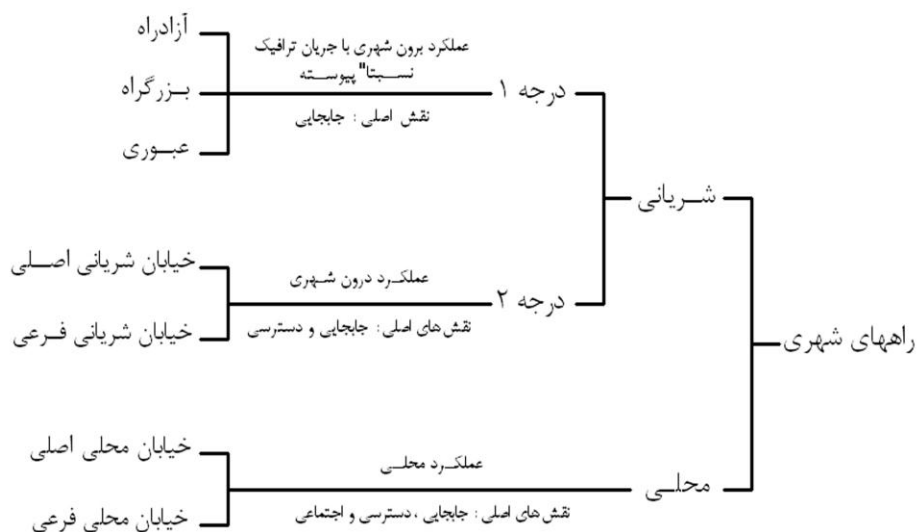 راههای شهری
شریانی
درجه ۱
عملکرد برون شهری با جریان ترافیک
نسبتا" پیوسته
نقش اصلی : جابجایی
آزادراه
بزرگراه
عبوری
درجه ۲
عملکرد درون شهری
نقش‌های اصلی : جابجایی و دسترسی
خیابان شریانی اصلی
خیابان شریانی فرعی
محلی
عملکرد محلی
نقش‌های اصلی : جابجایی ، دسترسی و اجتماعی
خیابان محلی اصلی
خیابان محلی فرعی